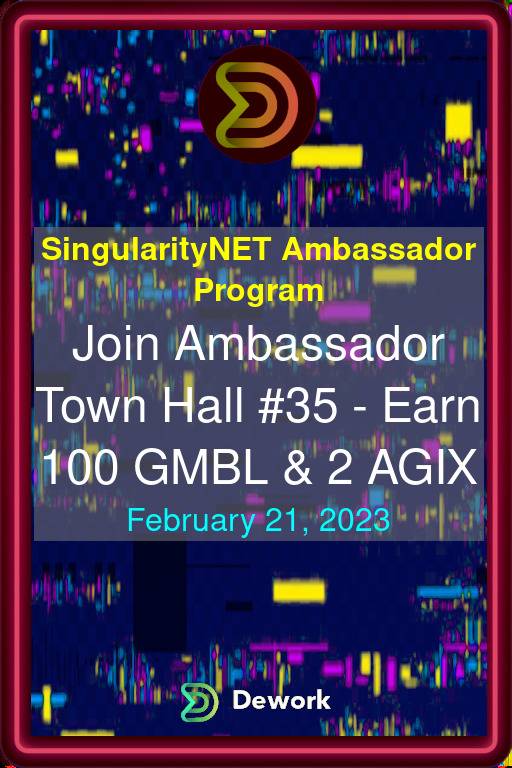 SingularityNET Ambassador
Program
Join Ambassador
Town Hall #35 - Earn
100 GMBL & 2 AGIX
February 21, 2023
Dework